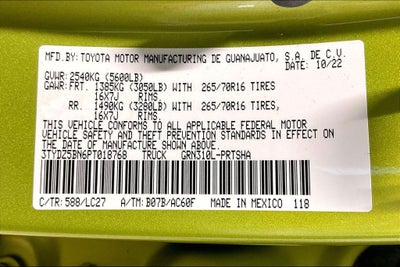 MFD.BY: TOYOTA MOTOR MANUFACTURING DE GUANAJUATO, S.A. DE C.V.
DATE: 10/22
GVWR: 2540KG (5600LB)
GAWR: FRT. 1385KG (3050LB) WITH 265/70R16 TIRES
16X7J RIMS
RR. 1490KG (3280LB) WITH 265/70R16 TIRES,
16X7J RIMS
THIS VEHICLE CONFORMS TO ALL APPLICABLE FEDERAL MOTOR
VEHICLE SAFETY AND THEFT PREVENTION STANDARDS IN EFFECT ON
THE DATE OF MANUFACTURE SHOWN ABOVE.
3TYDZ5BN6PT018768 TRUCK GRN310L-PRTSHA
C/TR: 588/LC27 A/TM: B07B/AC60F MADE IN MEXICO 118